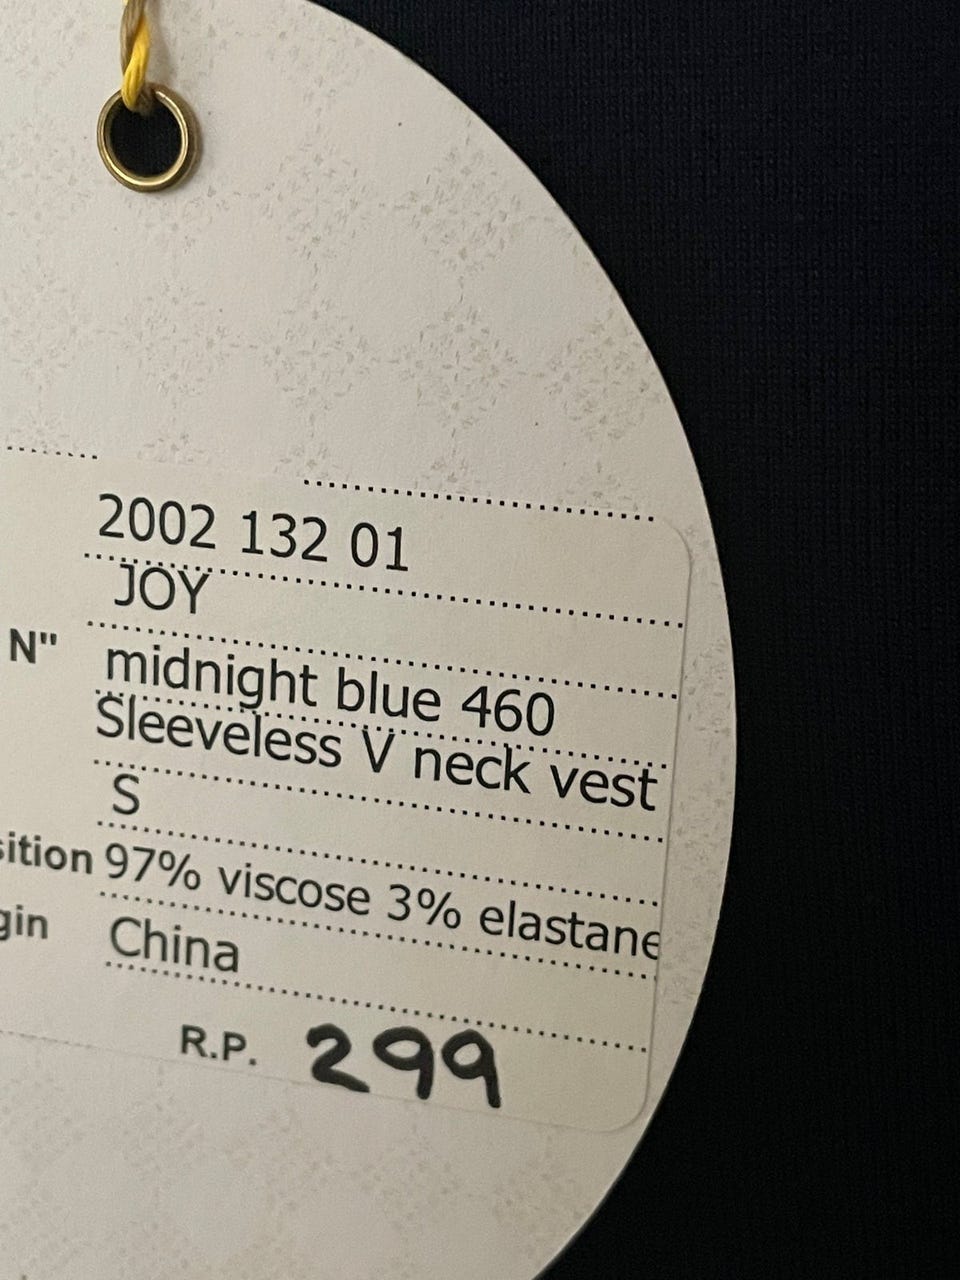 2002 132 01
JOY
N" midnight blue 460
Sleeveless V neck vest
S
sition 97% viscose 3% elastane
gin China
R.P. 299